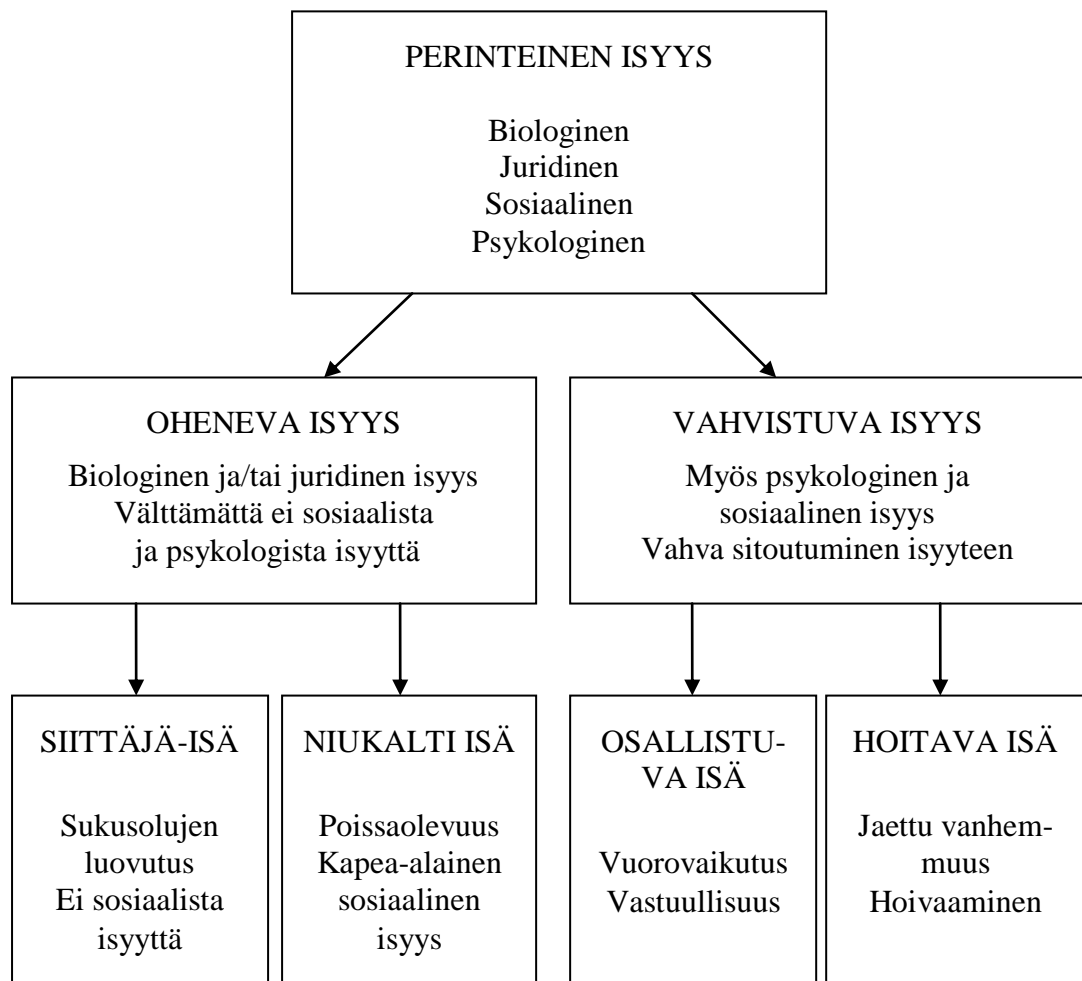 PERINTEINEN ISYYS
Biologinen
Juridinen
Sosiaalinen
Psykologinen
OHENEVA ISYYS
Biologinen ja/tai juridinen isyys
Välttämättä ei sosiaalista
ja psykologista isyyttä
VAHVISTUVA ISYYS
Myös psykologinen ja
sosiaalinen isyys
Vahva sitoutuminen isyyteen
SIITTÄJÄ-ISÄ
Sukusolujen
luovutus
Ei sosiaalista
isyyttä
NIUKALTI ISÄ
Poissaolevuus
Kapea-alainen
sosiaalinen
isyys
OSALLISTU-
VA ISÄ
Vuorovaikutus
Vastuullisuus
HOITAVA ISÄ
Jaettu vanhem-
muus
Hoivaaminen